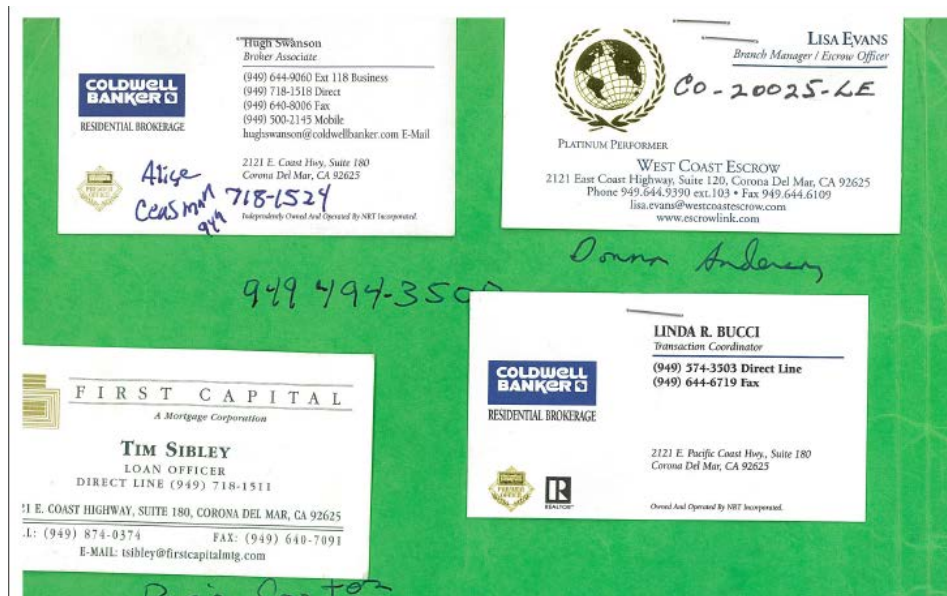 Hugh Swanson
Broker Associate
COLDWELL
BANKER
RESIDENTIAL BROKERAGE
(949) 644-9060 Ext 118 Business
(949) 718-1518 Direct
(949) 640-8006 Fax
(949) 500-2145 Mobile
hughswanson@coldwellbanker.com E-Mail
2121 E. Coast Hwy, Suite 180
Corona Del Mar, CA 92625
PREMIER
OFFICE
Alice
949 718-1524
Independently Owned And Operated By NRT Incorporated.
LISA EVANS
Branch Manager / Escrow Officer
CO-20025-LE
PLATINUM PERFORMER
WEST COAST ESCROW
2121 East Coast Highway, Suite 120, Corona Del Mar, CA 92625
Phone 949.644.9390 ext.103 • Fax 949.644.6109
lisa.evans@westcoastescrow.com
www.escrowlink.com
Donna
949 494-350
LINDA R. BUCCI
Transaction Coordinator
COLDWELL
BANKER
RESIDENTIAL BROKERAGE
(949) 574-3503 Direct Line
(949) 644-6719 Fax
2121 E. Pacific Coast Hwy., Suite 180
Corona Del Mar, CA 92625
PREMIER
OFFICE
R
REALTOR
Owned And Operated By NRT Incorporated.
FIRST CAPITAL
A Mortgage Corporation
TIM SIBLEY
LOAN OFFICER
DIRECT LINE (949) 718-1511
21 E. COAST HIGHWAY, SUITE 180, CORONA DEL MAR, CA 92625
L: (949) 874-0374 FAX: (949) 640-7091
E-MAIL: tsibley@firstcapitalmtg.com